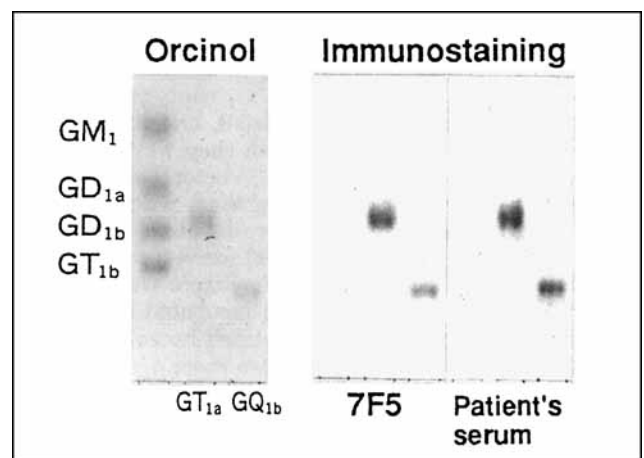 Orcinol Immunostaining
GM₁
GD₁ₐ
GD₁b
GT₁b
GT₁ₐ GQ₁b 7F5 Patient's
serum